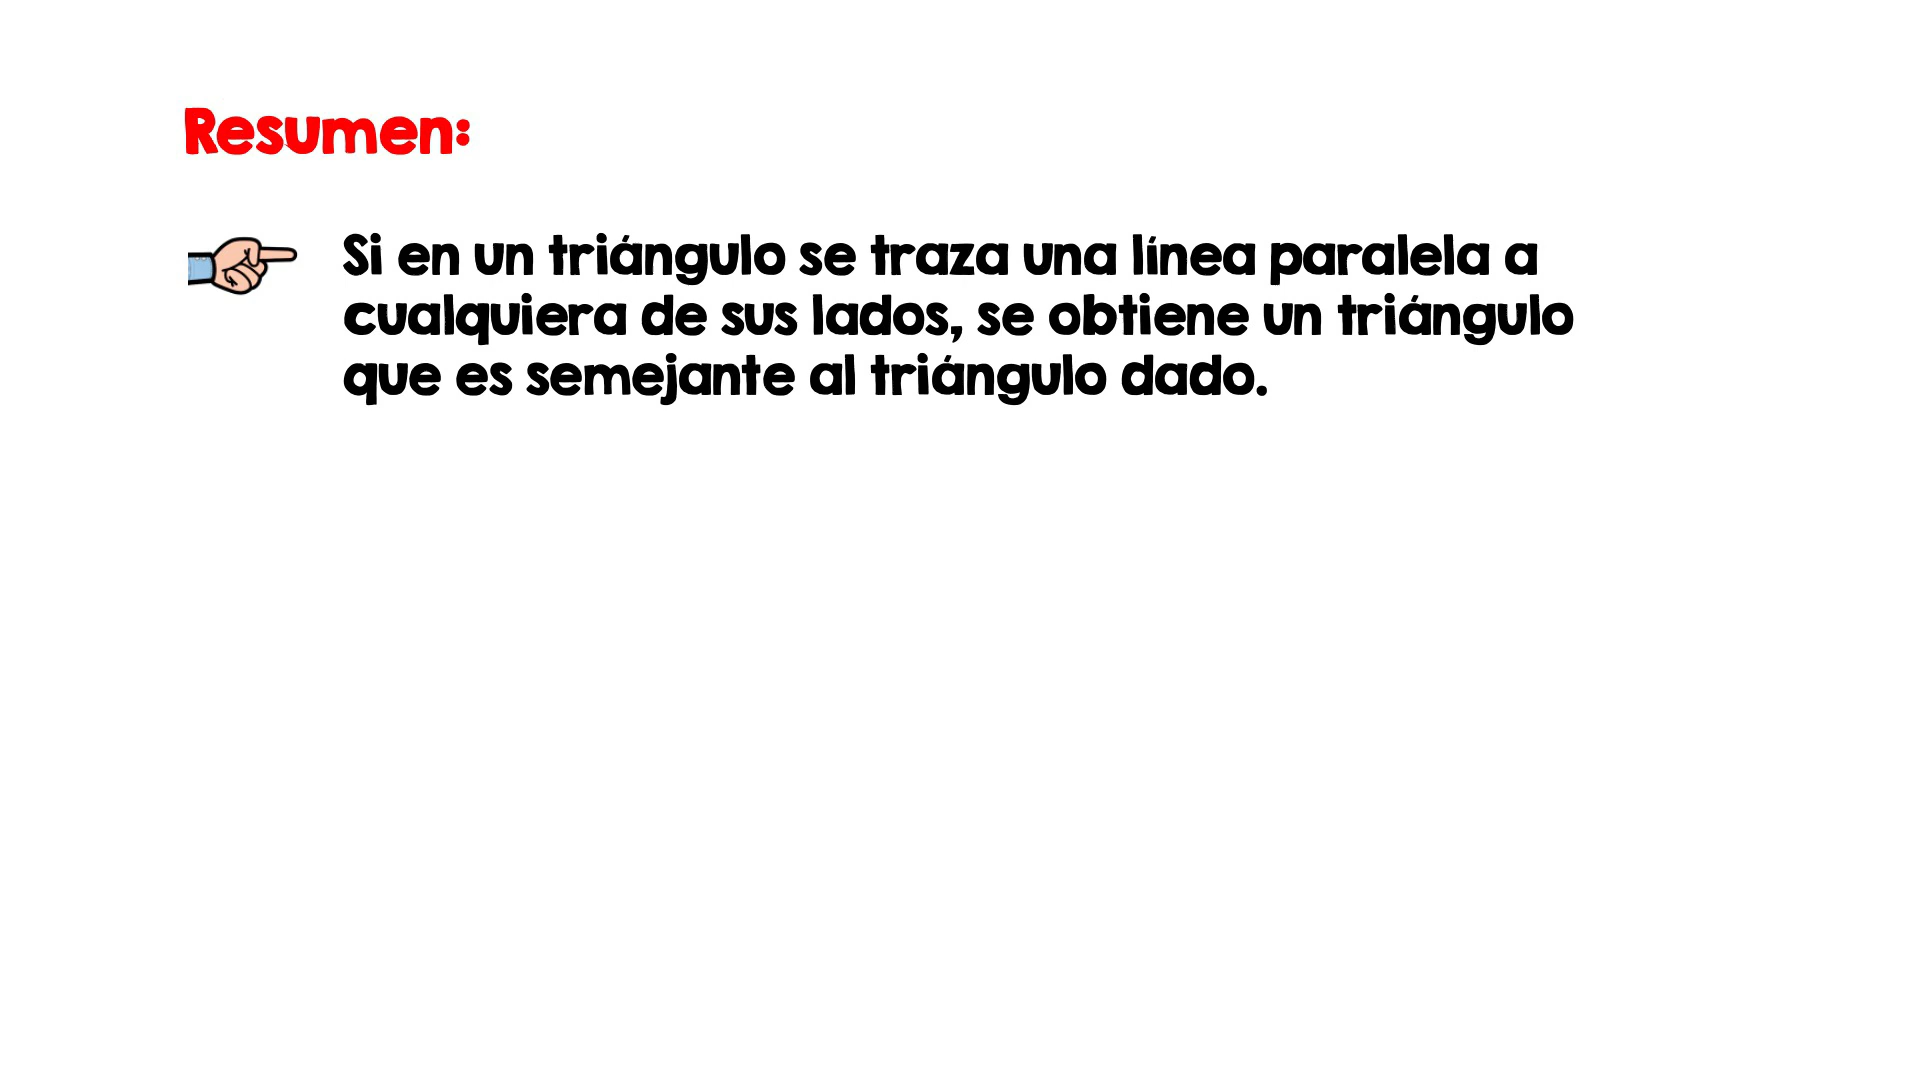 Resumen:
Si en un triángulo se traza una línea paralela a
cualquiera de sus lados, se obtiene un triángulo
que es semejante al triángulo dado.